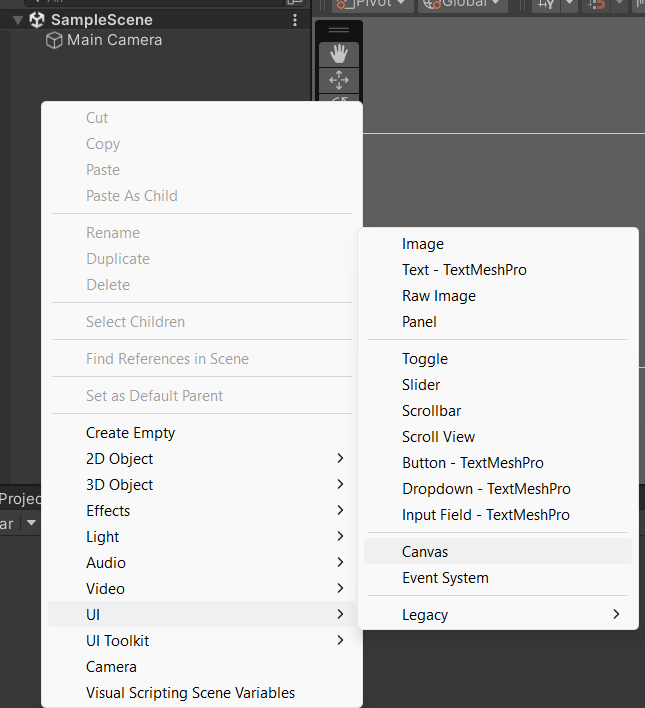 SampleScene
Pivot
Global
Main Camera
Cut
Copy
Paste
Paste As Child
Rename
Duplicate
Delete
Select Children
Find References in Scene
Set as Default Parent
Create Empty
2D Object
3D Object
Effects
Light
Audio
Video
UI
UI Toolkit
Camera
Visual Scripting Scene Variables
Image
Text - TextMeshPro
Raw Image
Panel
Toggle
Slider
Scrollbar
Scroll View
Button - TextMeshPro
Dropdown - TextMeshPro
Input Field - TextMeshPro
Canvas
Event System
Legacy
Projec
ar